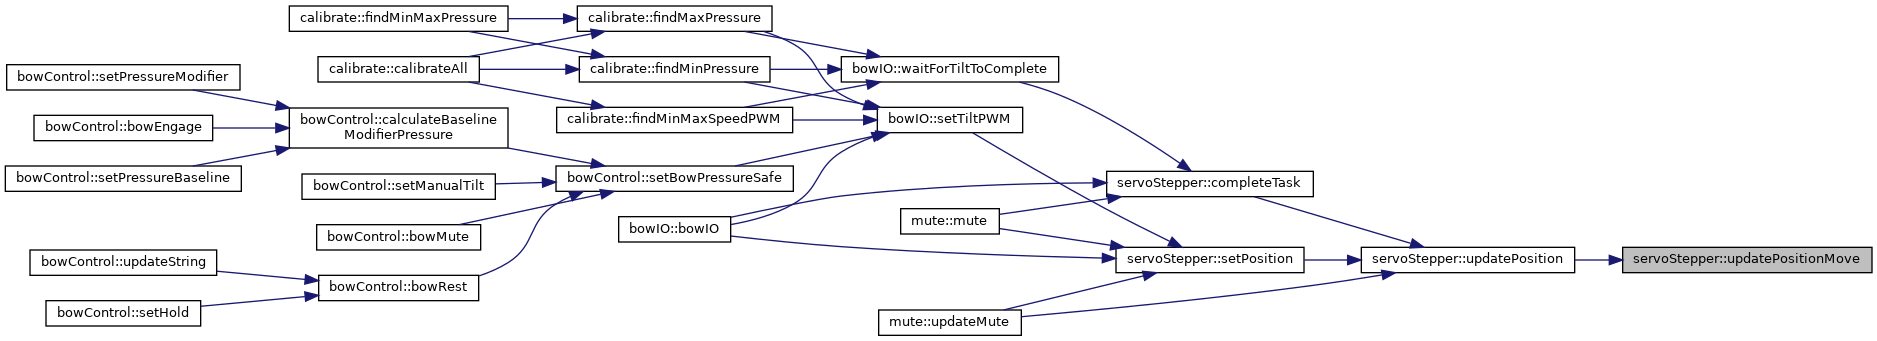 calibrate::findMinMaxPressure
calibrate::findMaxPressure
calibrate::calibrateAll
calibrate::findMinPressure
bowIO::waitForTiltToComplete
bowControl::setPressureModifier
calibrate::findMinMaxSpeedPWM
bowIO::setTiltPWM
bowControl::calculateBaseline
ModifierPressure
bowControl::bowEngage
bowControl::setPressureBaseline
bowControl::setBowPressureSafe
bowControl::setManualTilt
servoStepper::completeTask
mute::mute
bowIO::bowIO
bowControl::bowMute
bowControl::updateString
servoStepper::setPosition
servoStepper::updatePosition
servoStepper::updatePositionMove
bowControl::bowRest
bowControl::setHold
mute::updateMute